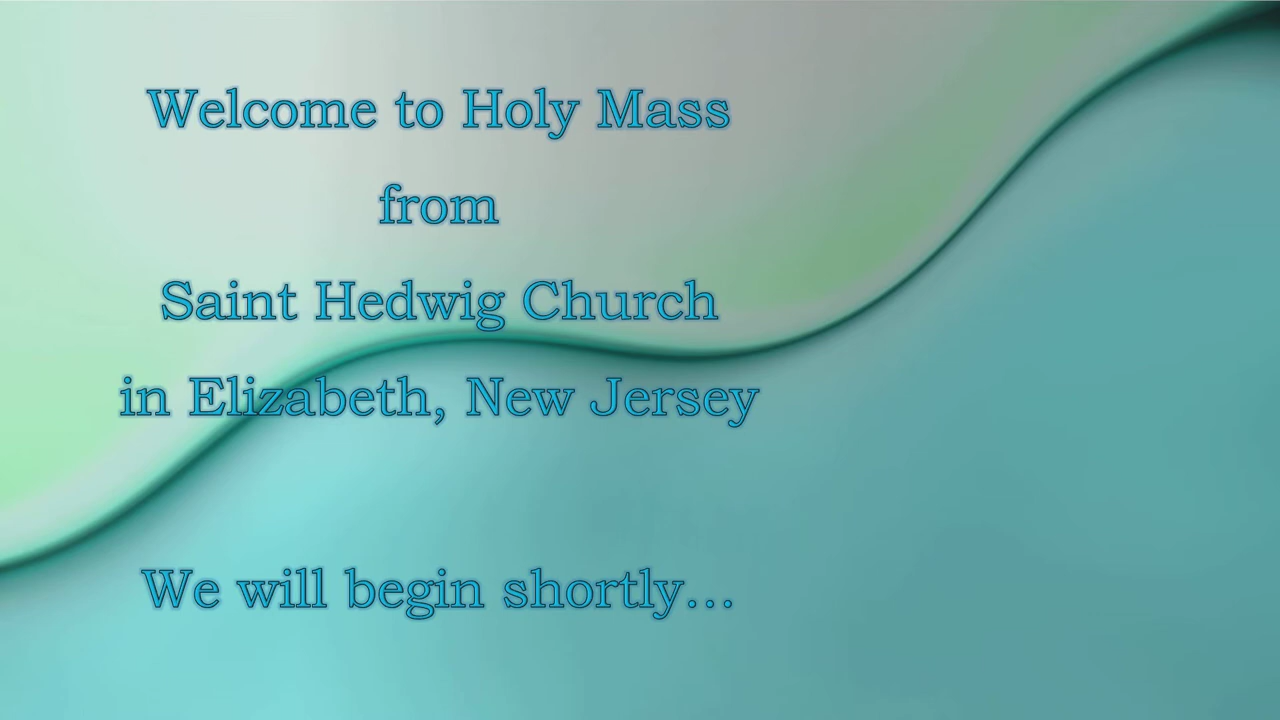 Welcome to Holy Mass
from
Saint Hedwig Church
in Elizabeth, New Jersey
We will begin shortly...